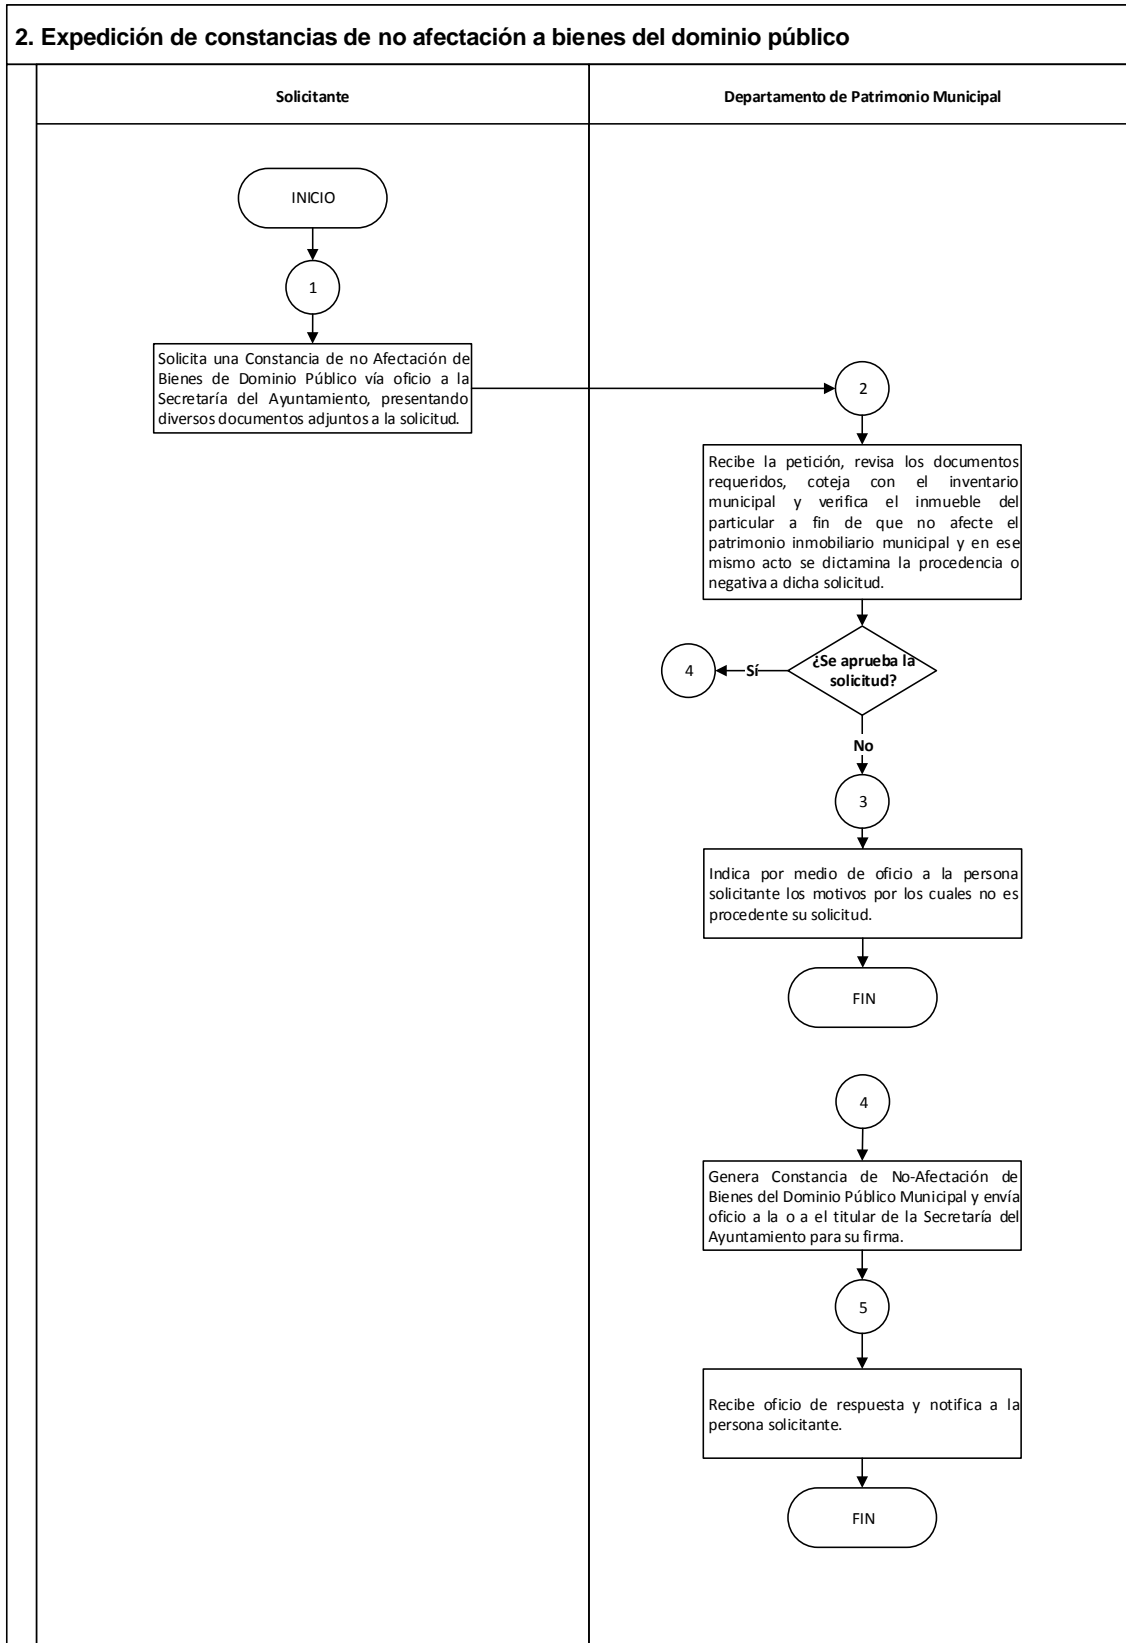 2. Expedición de constancias de no afectación a bienes del dominio público
Solicitante
Departamento de Patrimonio Municipal
INICIO
1
Solicita una Constancia de no Afectación de
Bienes de Dominio Público vía oficio a la
Secretaría del Ayuntamiento, presentando
diversos documentos adjuntos a la solicitud.
2
Recibe la petición, revisa los documentos
requeridos, coteja con el inventario
municipal y verifica el inmueble del
particular a fin de que no afecte el
patrimonio inmobiliario municipal y en ese
mismo acto se dictamina la procedencia o
negativa a dicha solicitud.
¿Se aprueba la
solicitud?
Sí
4
No
3
Indica por medio de oficio a la persona
solicitante los motivos por los cuales no es
procedente su solicitud.
FIN
4
Genera Constancia de No-Afectación de
Bienes del Dominio Público Municipal y envía
oficio a la o a el titular de la Secretaría del
Ayuntamiento para su firma.
5
Recibe oficio de respuesta y notifica a la
persona solicitante.
FIN